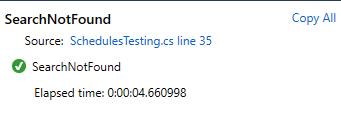 SearchNotFound Copy All
Source: SchedulesTesting.cs line 35
SearchNotFound
Elapsed time: 0:00:04.660998